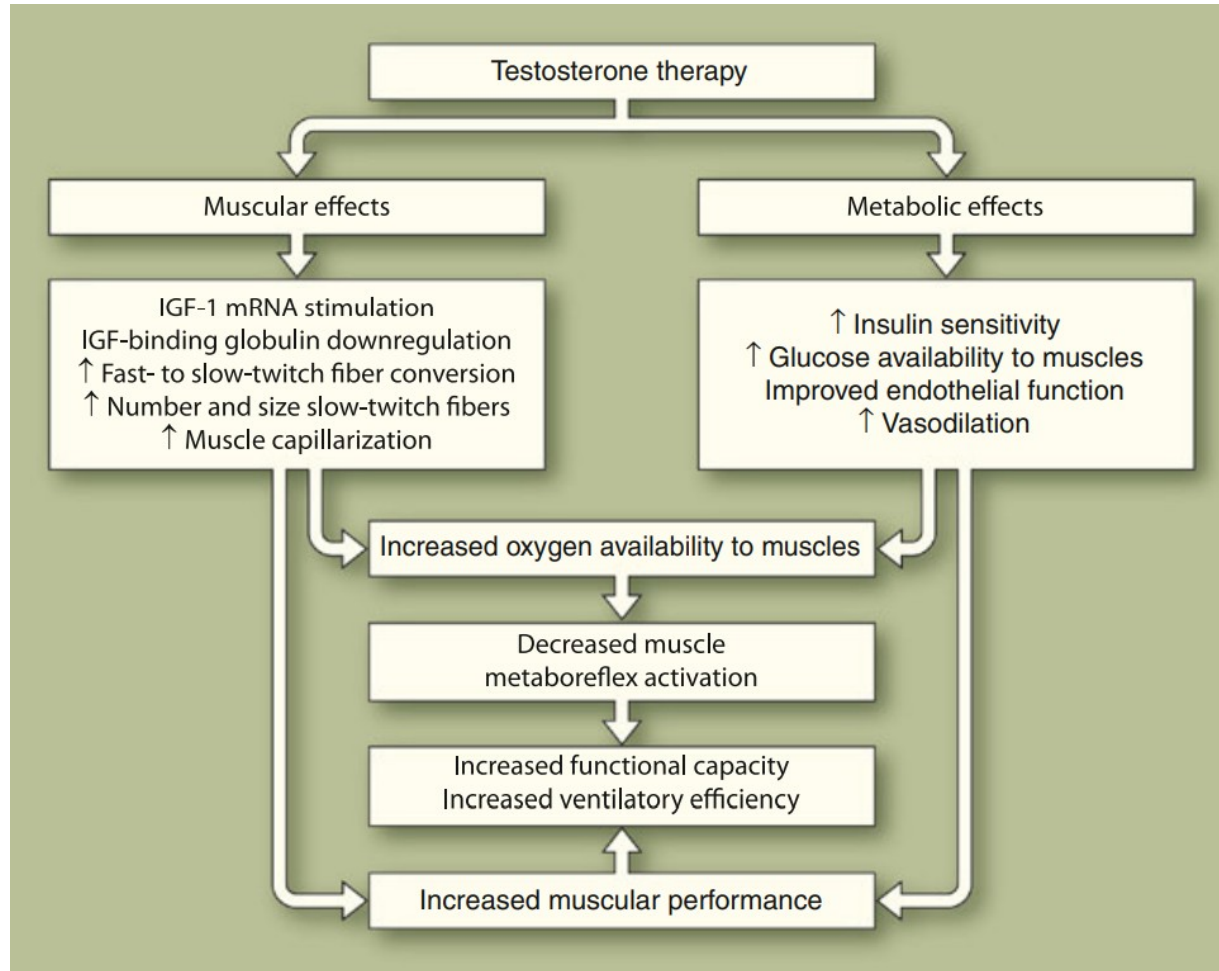 Testosterone therapy
Muscular effects
Metabolic effects
IGF-1 mRNA stimulation
IGF-binding globulin downregulation
↑ Fast- to slow-twitch fiber conversion
↑ Number and size slow-twitch fibers
↑ Muscle capillarization
↑ Insulin sensitivity
↑ Glucose availability to muscles
Improved endothelial function
↑ Vasodilation
Increased oxygen availability to muscles
Decreased muscle
metaboreflex activation
Increased functional capacity
Increased ventilatory efficiency
Increased muscular performance